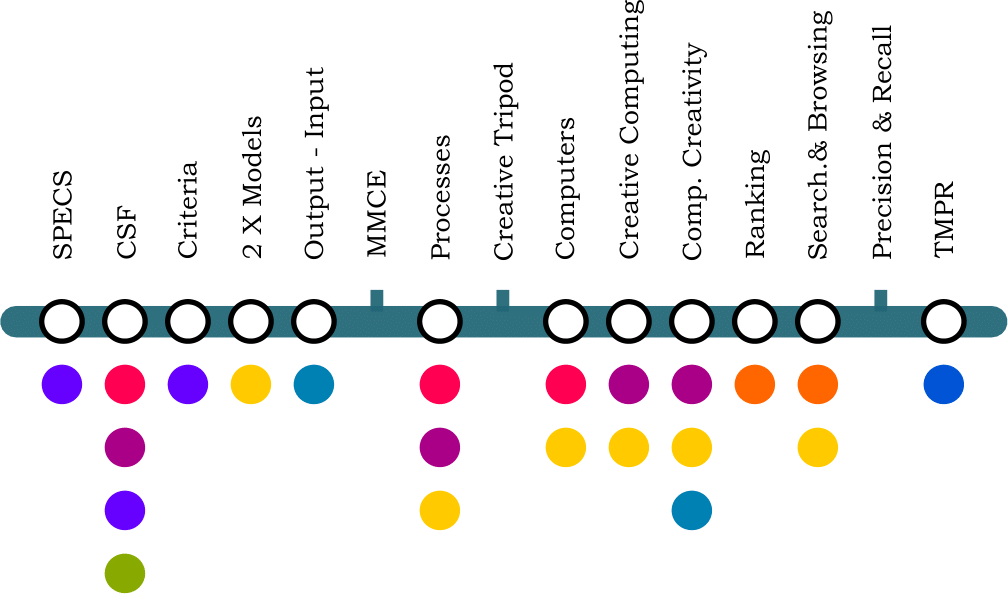 SPECS
CSF
Criteria
2 X Models
Output - Input
MMCE
Processes
Creative Tripod
Computers
Creative Computing
Comp. Creativity
Ranking
Search.& Browsing
Precision & Recall
TMPR